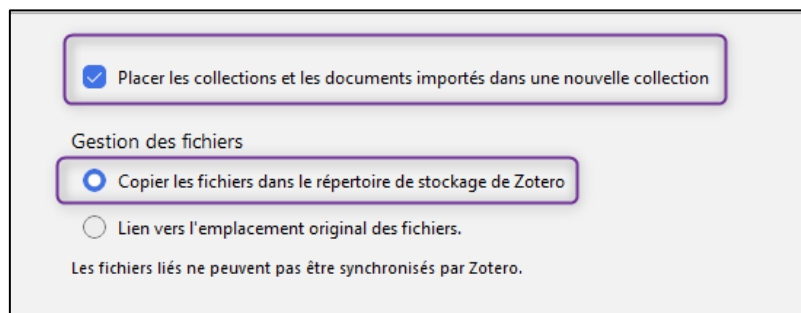 Placer les collections et les documents importés dans une nouvelle collection
Gestion des fichiers
Copier les fichiers dans le répertoire de stockage de Zotero
Lien vers l'emplacement original des fichiers.
Les fichiers liés ne peuvent pas être synchronisés par Zotero.